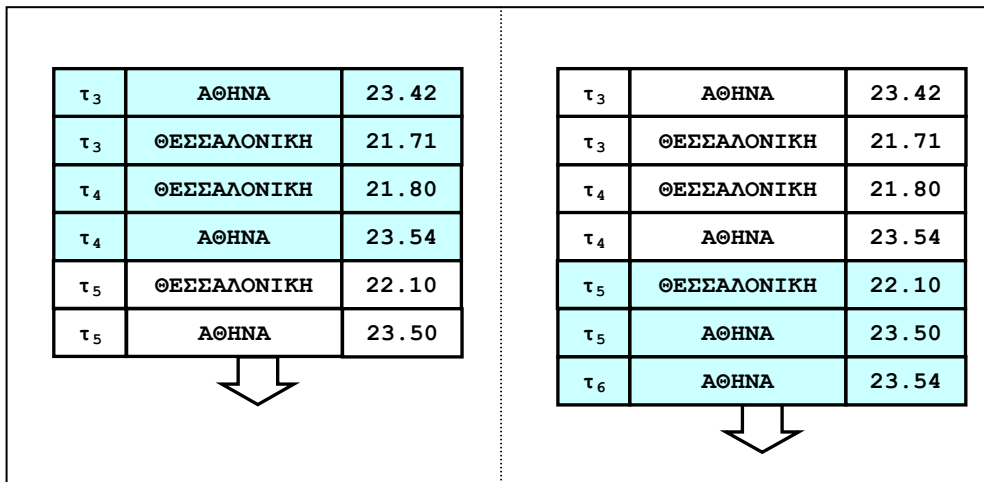 τ3 ΑΘΗΝΑ 23.42
τ3 ΘΕΣΣΑΛΟΝΙΚΗ 21.71
τ4 ΘΕΣΣΑΛΟΝΙΚΗ 21.80
τ4 ΑΘΗΝΑ 23.54
τ5 ΘΕΣΣΑΛΟΝΙΚΗ 22.10
τ5 ΑΘΗΝΑ 23.50
τ3 ΑΘΗΝΑ 23.42
τ3 ΘΕΣΣΑΛΟΝΙΚΗ 21.71
τ4 ΘΕΣΣΑΛΟΝΙΚΗ 21.80
τ4 ΑΘΗΝΑ 23.54
τ5 ΘΕΣΣΑΛΟΝΙΚΗ 22.10
τ5 ΑΘΗΝΑ 23.50
τ6 ΑΘΗΝΑ 23.54